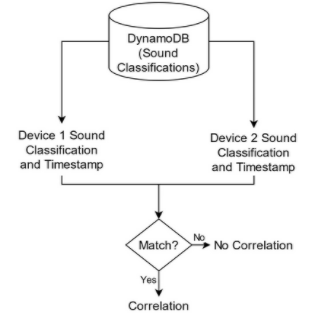 DynamoDB
(Sound
Classifications)
Device 1 Sound
Classification
and Timestamp
Device 2 Sound
Classification
and Timestamp
Match?
No
No Correlation
Yes
Correlation